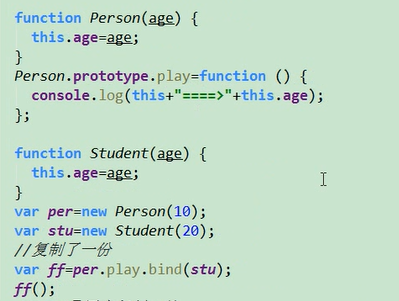 function Person(age) {
  this.age=age;
}
Person.prototype.play=function () {
  console.log(this+"====>"+this.age);
};

function Student(age) {
  this.age=age;
}
var per=new Person(10);
var stu=new Student(20);
//复制了一份
var ff=per.play.bind(stu);
ff();